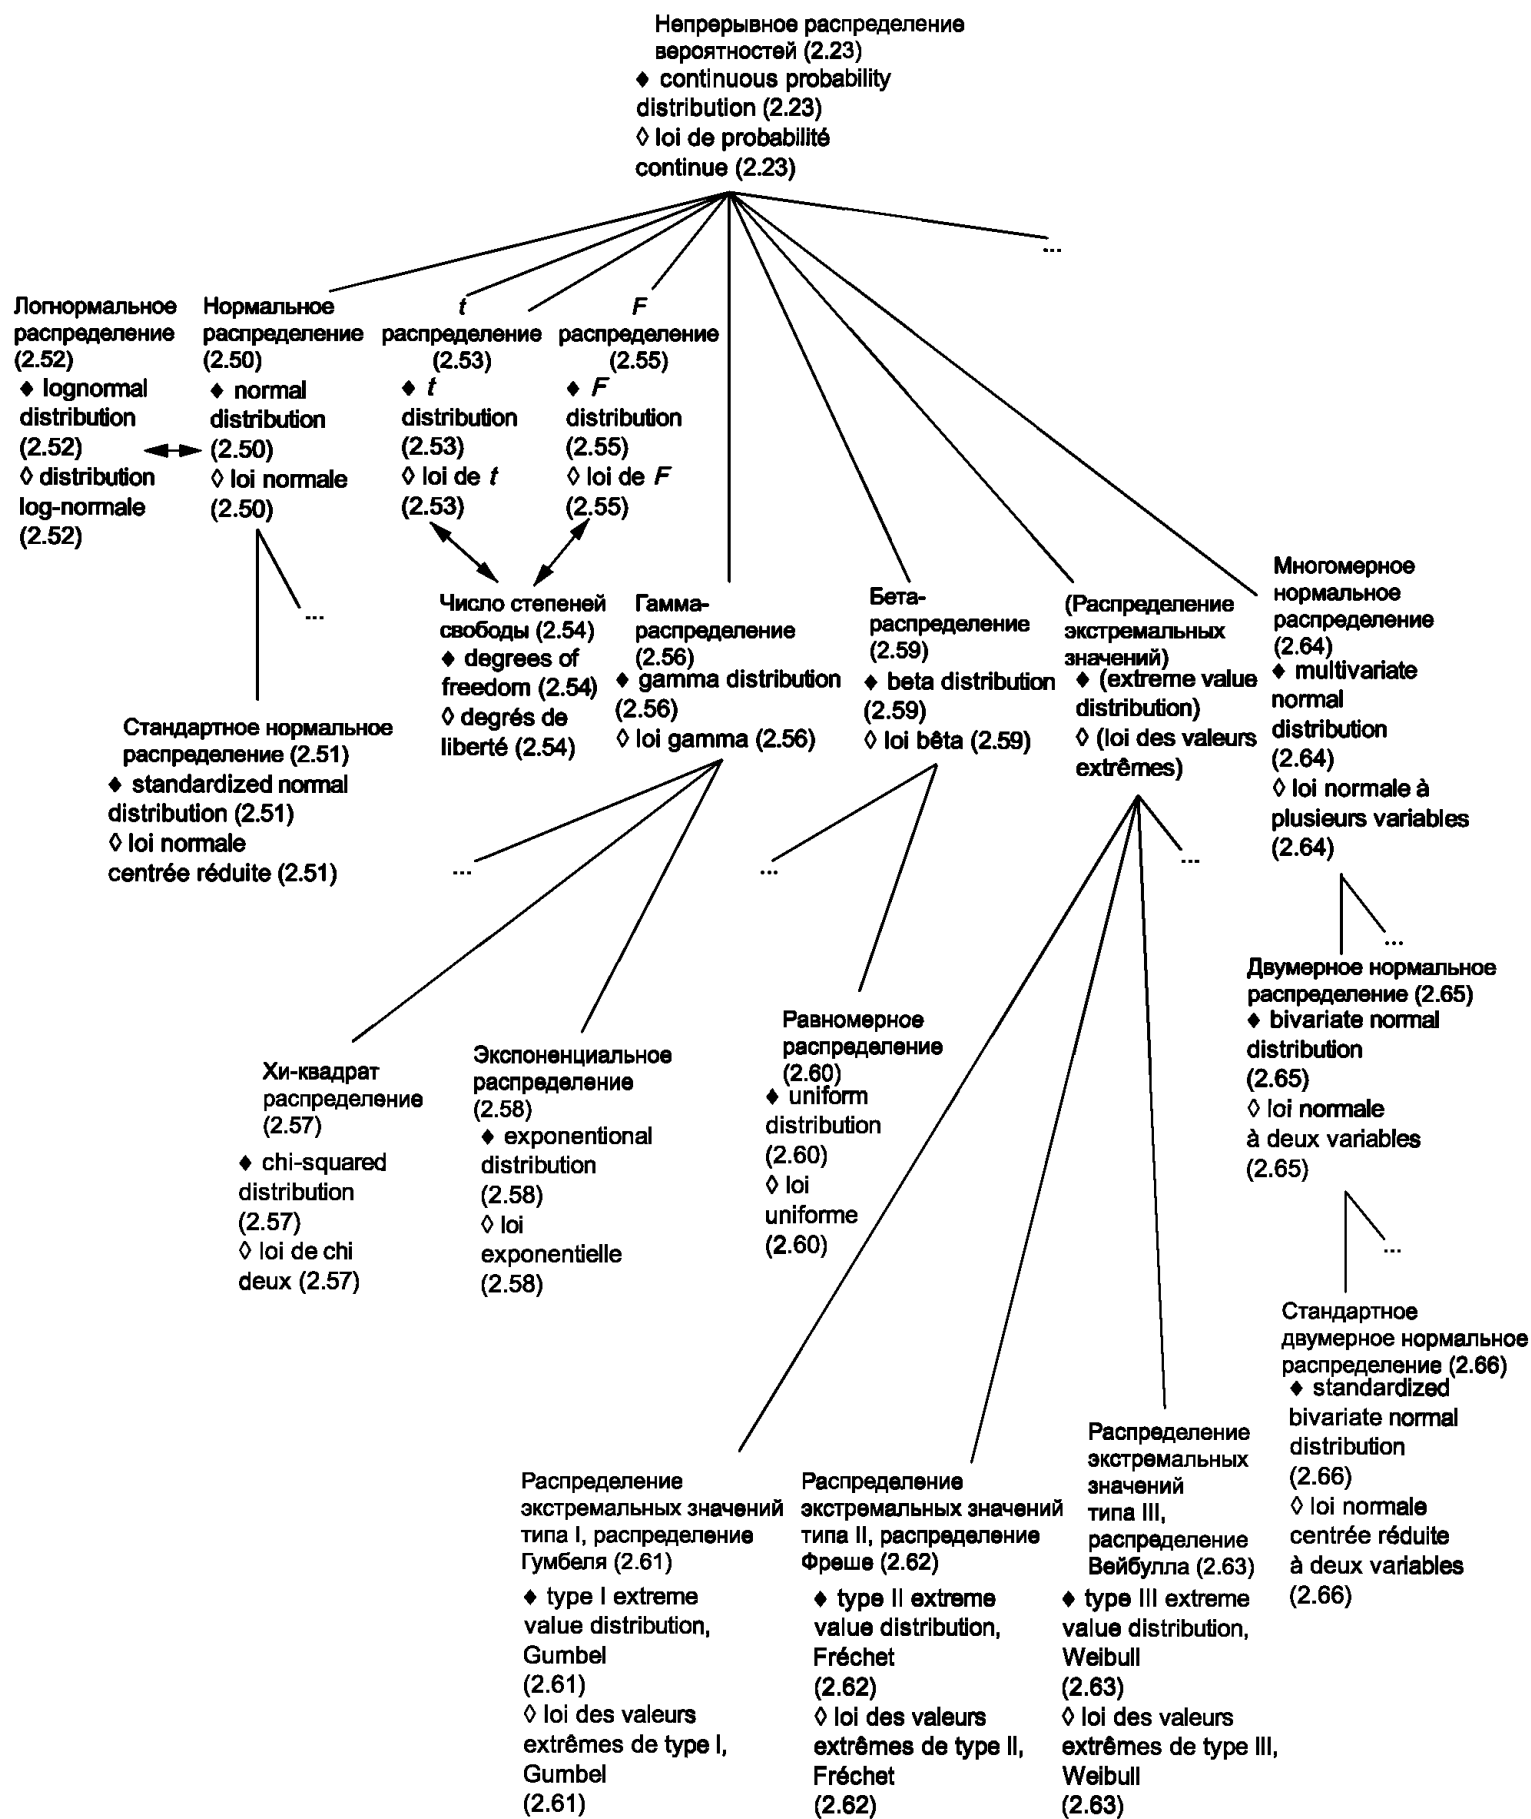 Непрерывное распределение
вероятностей (2.23)
♦ continuous probability
distribution (2.23)
◊ loi de probabilité
continue (2.23)
...
Логнормальное
распределение
(2.52)
♦ lognormal
distribution
(2.52)
◊ distribution
log-normale
(2.52)
Нормальное
распределение
(2.50)
♦ normal
distribution
(2.50)
◊ loi normale
(2.50)
t
распределение
(2.53)
♦ t
distribution
(2.53)
◊ loi de t
(2.53)
F
распределение
(2.55)
♦ F
distribution
(2.55)
◊ loi de F
(2.55)
...
Число степеней
свободы (2.54)
♦ degrees of
freedom (2.54)
◊ degrés de
liberté (2.54)
Гамма-
распределение
(2.56)
♦ gamma distribution
(2.56)
◊ loi gamma (2.56)
Бета-
распределение
(2.59)
♦ beta distribution
(2.59)
◊ loi bêta (2.59)
(Распределение
экстремальных
значений)
♦ (extreme value
distribution)
◊ (loi des valeurs
extrêmes)
Многомерное
нормальное
распределение
(2.64)
♦ multivariate
normal
distribution
(2.64)
◊ loi normale à
plusieurs variables
(2.64)
Стандартное нормальное
распределение (2.51)
♦ standardized normal
distribution (2.51)
◊ loi normale
centrée réduite (2.51)
...
...
...
...
Двумерное нормальное
распределение (2.65)
♦ bivariate normal
distribution
(2.65)
◊ loi normale
à deux variables
(2.65)
Хи-квадрат
распределение
(2.57)
♦ chi-squared
distribution
(2.57)
◊ loi de chi
deux (2.57)
Экспоненциальное
распределение
(2.58)
♦ exponentional
distribution
(2.58)
◊ loi
exponentielle
(2.58)
Равномерное
распределение
(2.60)
♦ uniform
distribution
(2.60)
◊ loi
uniforme
(2.60)
...
Стандартное
двумерное нормальное
распределение (2.66)
♦ standardized
bivariate normal
distribution
(2.66)
◊ loi normale
centrée réduite
à deux variables
(2.66)
Распределение
экстремальных значений
типа I, распределение
Гумбеля (2.61)
♦ type I extreme
value distribution,
Gumbel
(2.61)
◊ loi des valeurs
extrêmes de type I,
Gumbel
(2.61)
Распределение
экстремальных значений
типа II, распределение
Фреше (2.62)
♦ type II extreme
value distribution,
Fréchet
(2.62)
◊ loi des valeurs
extrêmes de type II,
Fréchet
(2.62)
Распределение
экстремальных
значений
типа III,
распределение
Вейбулла (2.63)
♦ type III extreme
value distribution,
Weibull
(2.63)
◊ loi des valeurs
extrêmes de type III,
Weibull
(2.63)